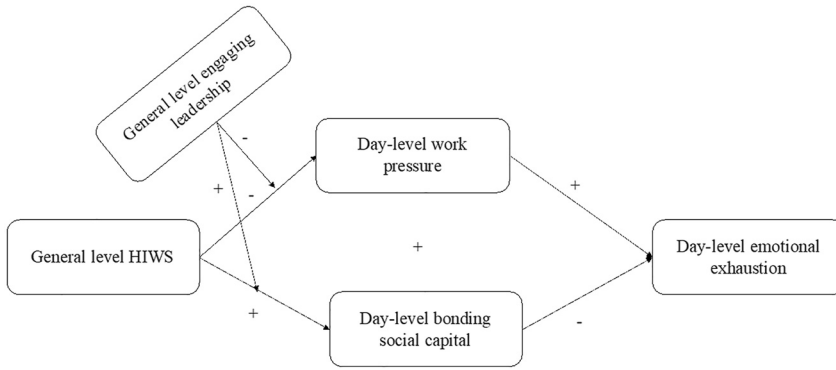 General level engaging
leadership
-
+
-
Day-level work
pressure
+
General level HIWS
+
Day-level emotional
exhaustion
+
Day-level bonding
social capital
-